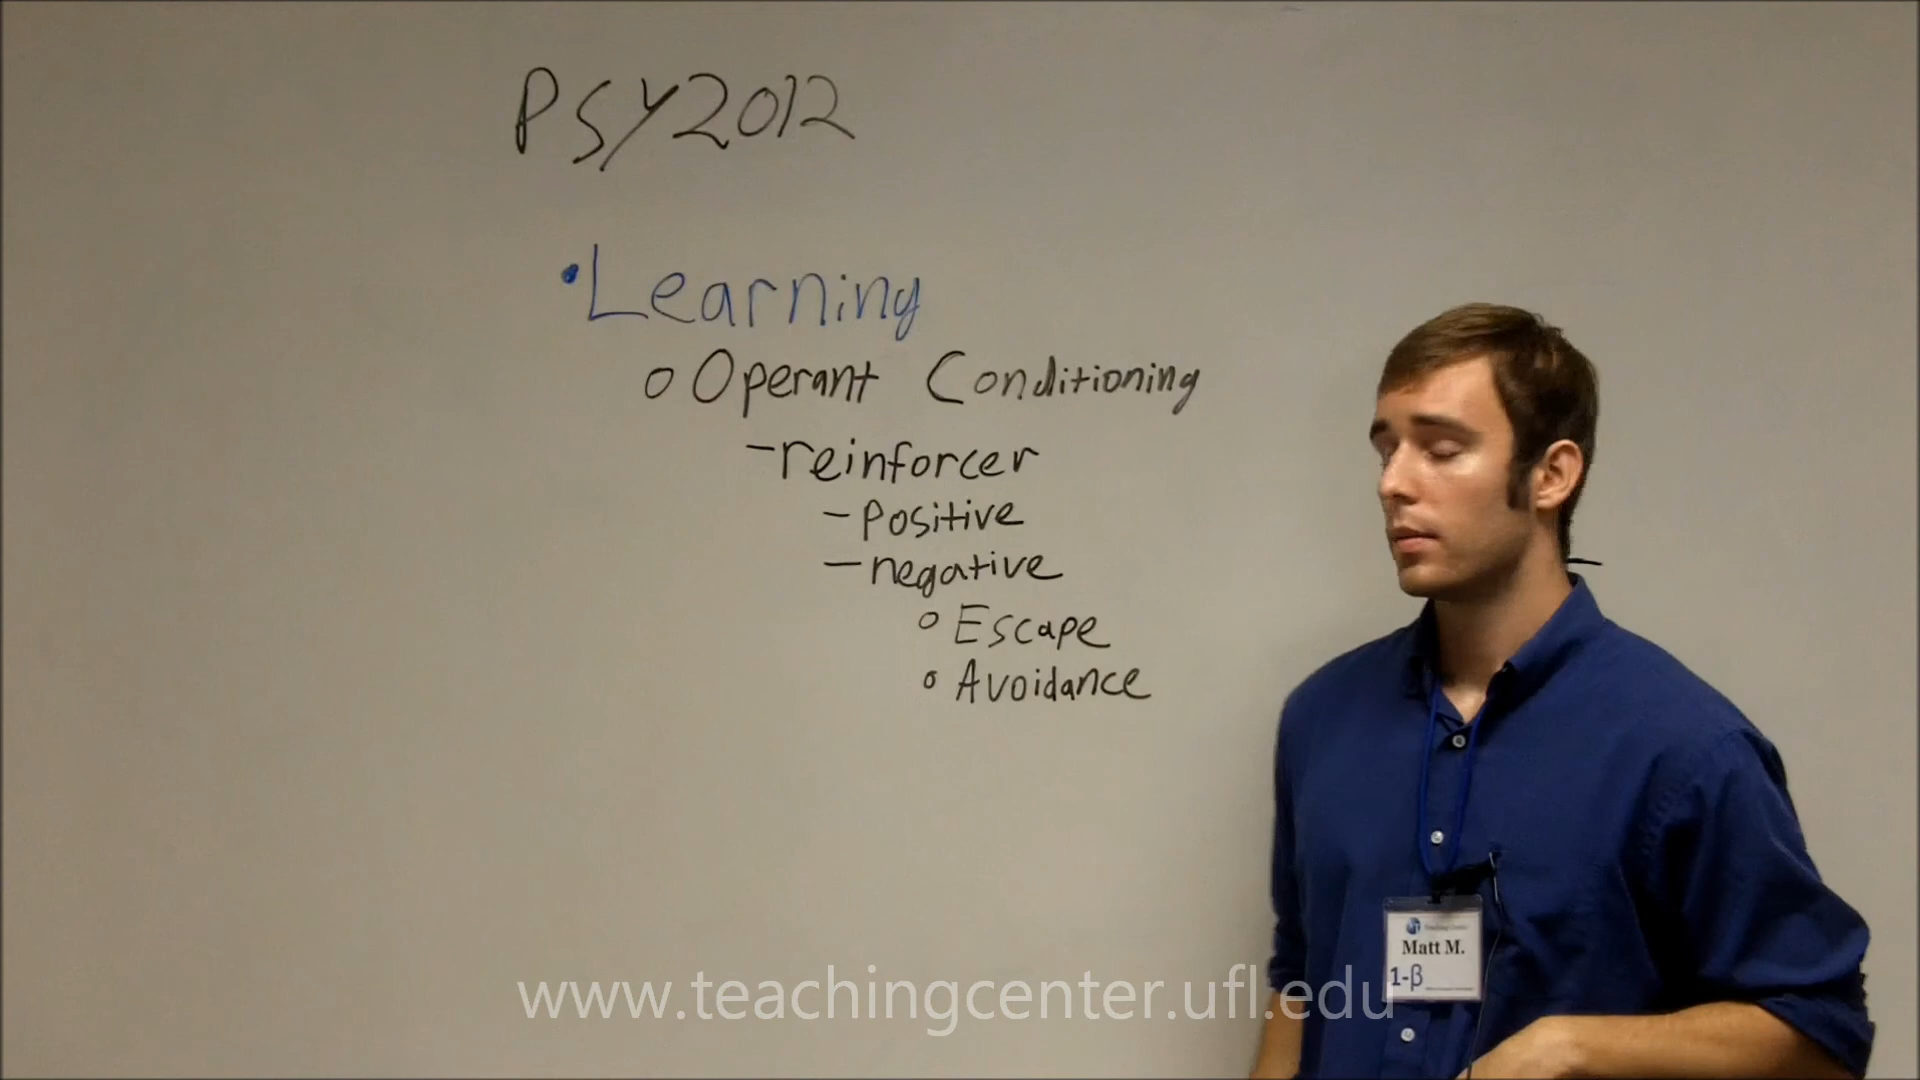 PSY2012
• Learning
o Operant Conditioning
- reinforcer
- positive
- negative
o Escape
o Avoidance
Matt M.
1-β
www.teachingcenter.ufl.edu